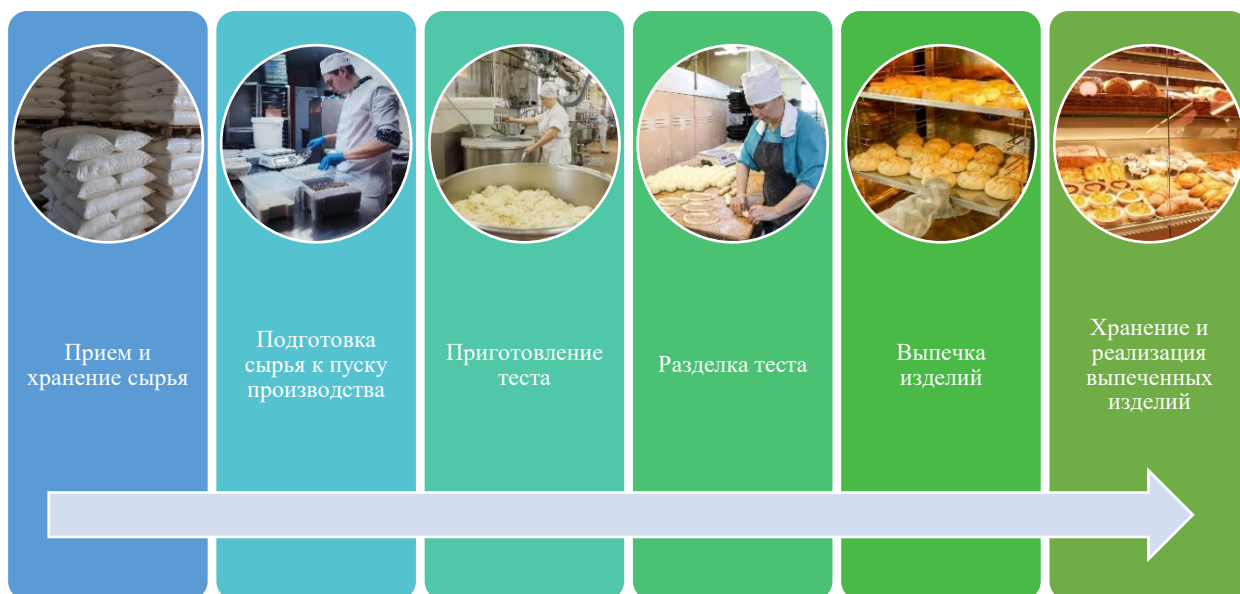 Прием и
хранение сырья
Подготовка
сырья к пуску
производства
Приготовление
теста
Разделка теста
Выпечка
изделий
Хранение и
реализация
выпеченных
изделий